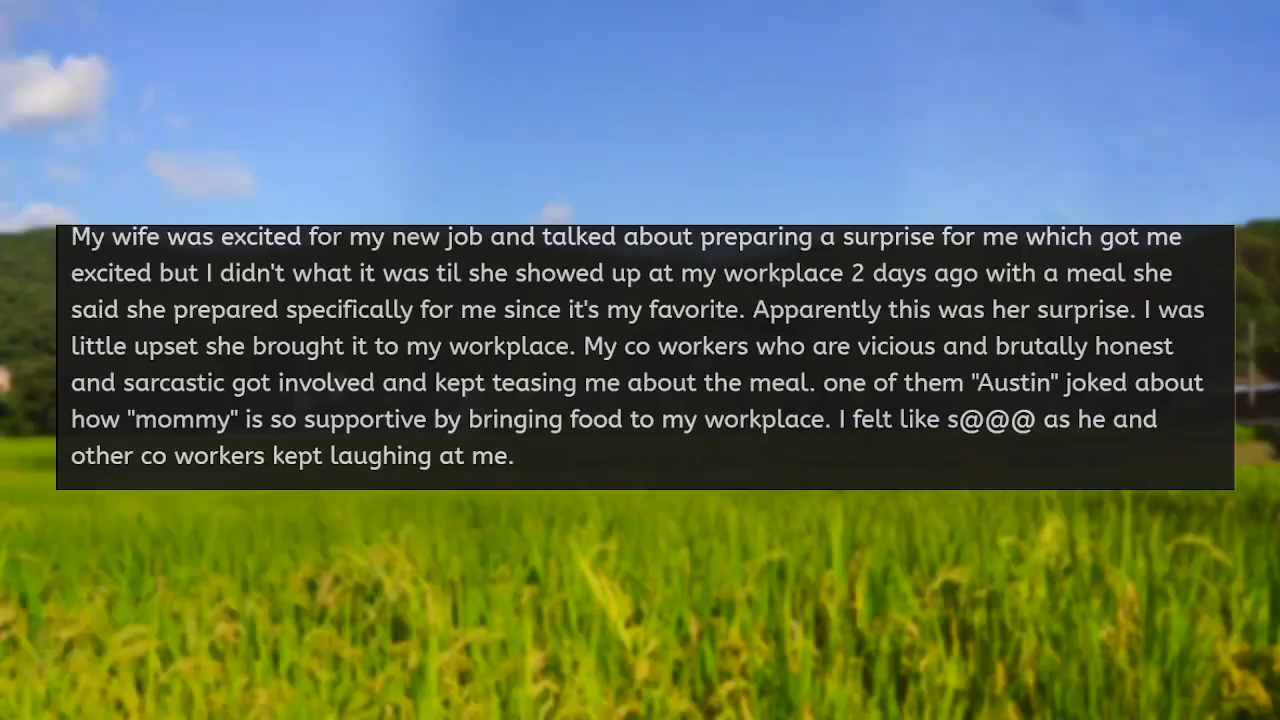 My wife was excited for my new job and talked about preparing a surprise for me which got me
excited but I didn't what it was til she showed up at my workplace 2 days ago with a meal she
said she prepared specifically for me since it's my favorite. Apparently this was her surprise. I was
little upset she brought it to my workplace. My co workers who are vicious and brutally honest
and sarcastic got involved and kept teasing me about the meal. one of them "Austin" joked about
how "mommy" is so supportive by bringing food to my workplace. I felt like s@@@ as he and
other co workers kept laughing at me.